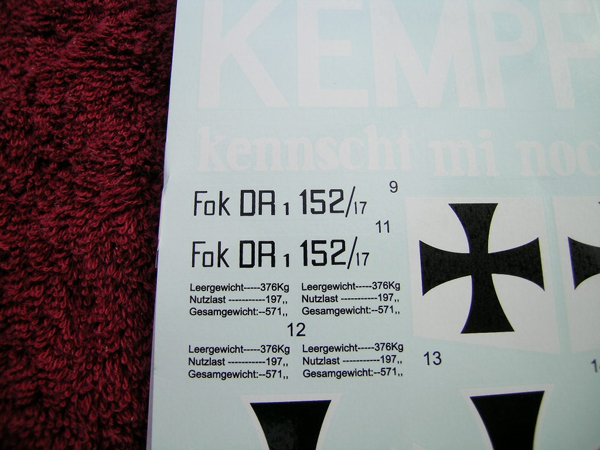 KEMPF
kennscht mi noc
Fok DR 1 152/17 9
11
Fok DR 1 152/17
Leergewicht-----376Kg Leergewicht-----376Kg
Nutzlast -----------197,, Nutzlast -----------197,,
Gesamgewicht:--571,, Gesamgewicht:--571,,
12
Leergewicht-----376Kg Leergewicht-----376Kg
Nutzlast -----------197,, Nutzlast -----------197,,
Gesamgewicht:--571,, Gesamgewicht:--571,,
13